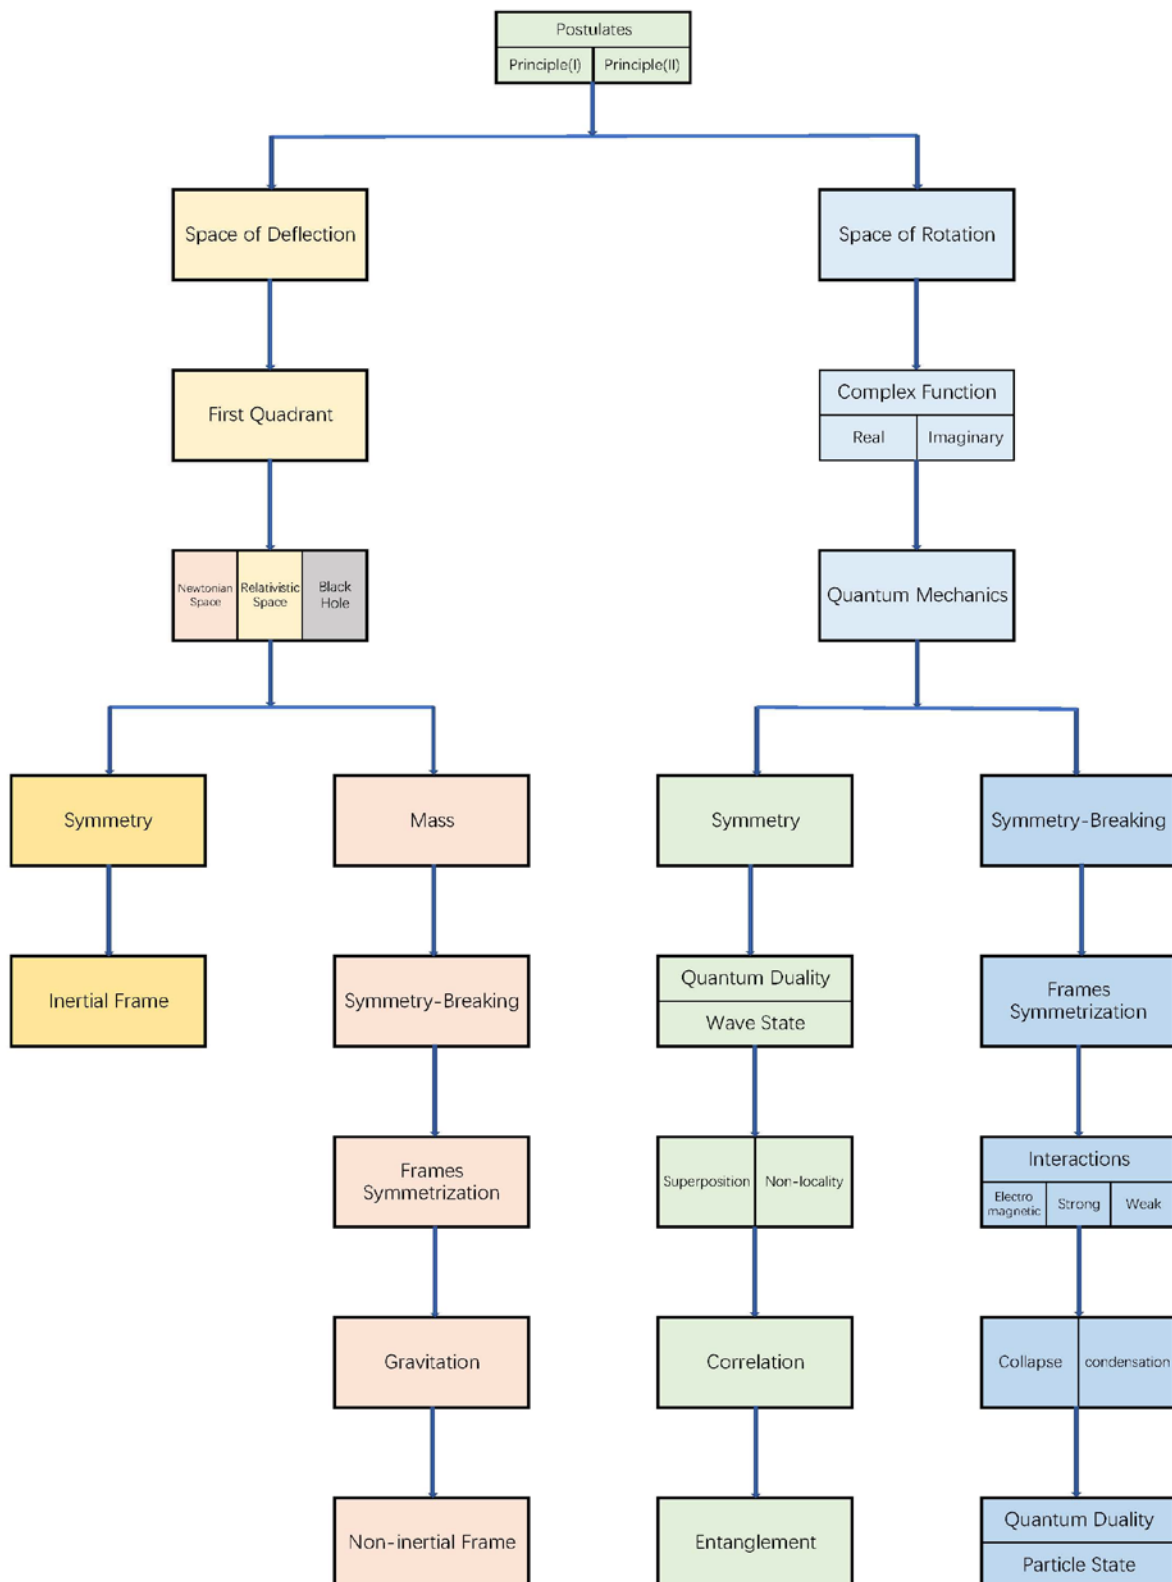 Postulates
Principle(I) Principle(II)
Space of Deflection
Space of Rotation
First Quadrant
Complex Function
Real Imaginary
Newtonian
Space
Relativistic
Space
Black
Hole
Quantum Mechanics
Symmetry
Mass
Symmetry
Symmetry-Breaking
Inertial Frame
Symmetry-Breaking
Quantum Duality
Wave State
Frames
Symmetrization
Frames
Symmetrization
Superposition Non-locality
Interactions
Electro
magnetic
Strong
Weak
Gravitation
Correlation
Collapse condensation
Non-inertial Frame
Entanglement
Quantum Duality
Particle State